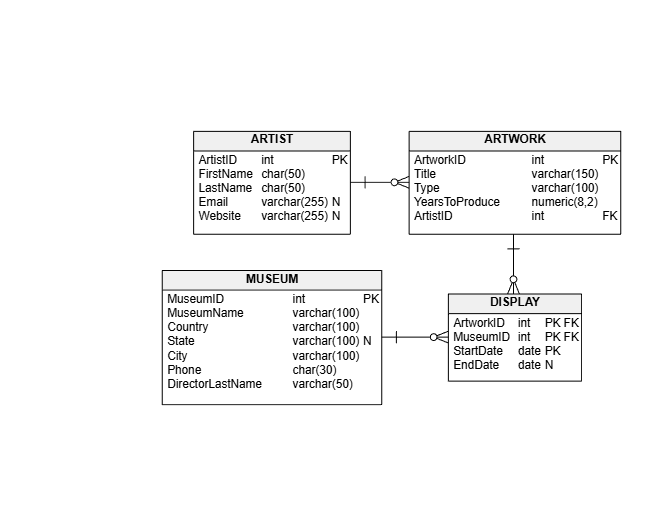 ARTIST
ArtistID int PK
FirstName char(50)
LastName char(50)
Email varchar(255) N
Website varchar(255) N
ARTWORK
ArtworkID int PK
Title varchar(150)
Type varchar(100)
YearsToProduce numeric(8,2)
ArtistID int FK
MUSEUM
MuseumID int PK
MuseumName varchar(100)
Country varchar(100)
State varchar(100) N
City varchar(100)
Phone char(30)
DirectorLastName varchar(50)
DISPLAY
ArtworkID int PK FK
MuseumID int PK FK
StartDate date PK
EndDate date N